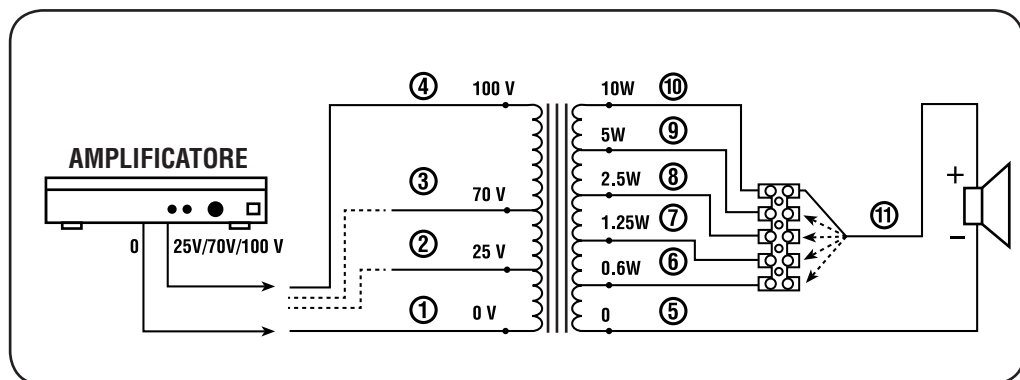 AMPLIFICATORE
0 25V/70V/100 V
④ 100 V
③ 70 V
② 25 V
① 0 V
10W ⑩
5W ⑨
2.5W ⑧
1.25W ⑦
0.6W ⑥
0 ⑤
⑪
+
−